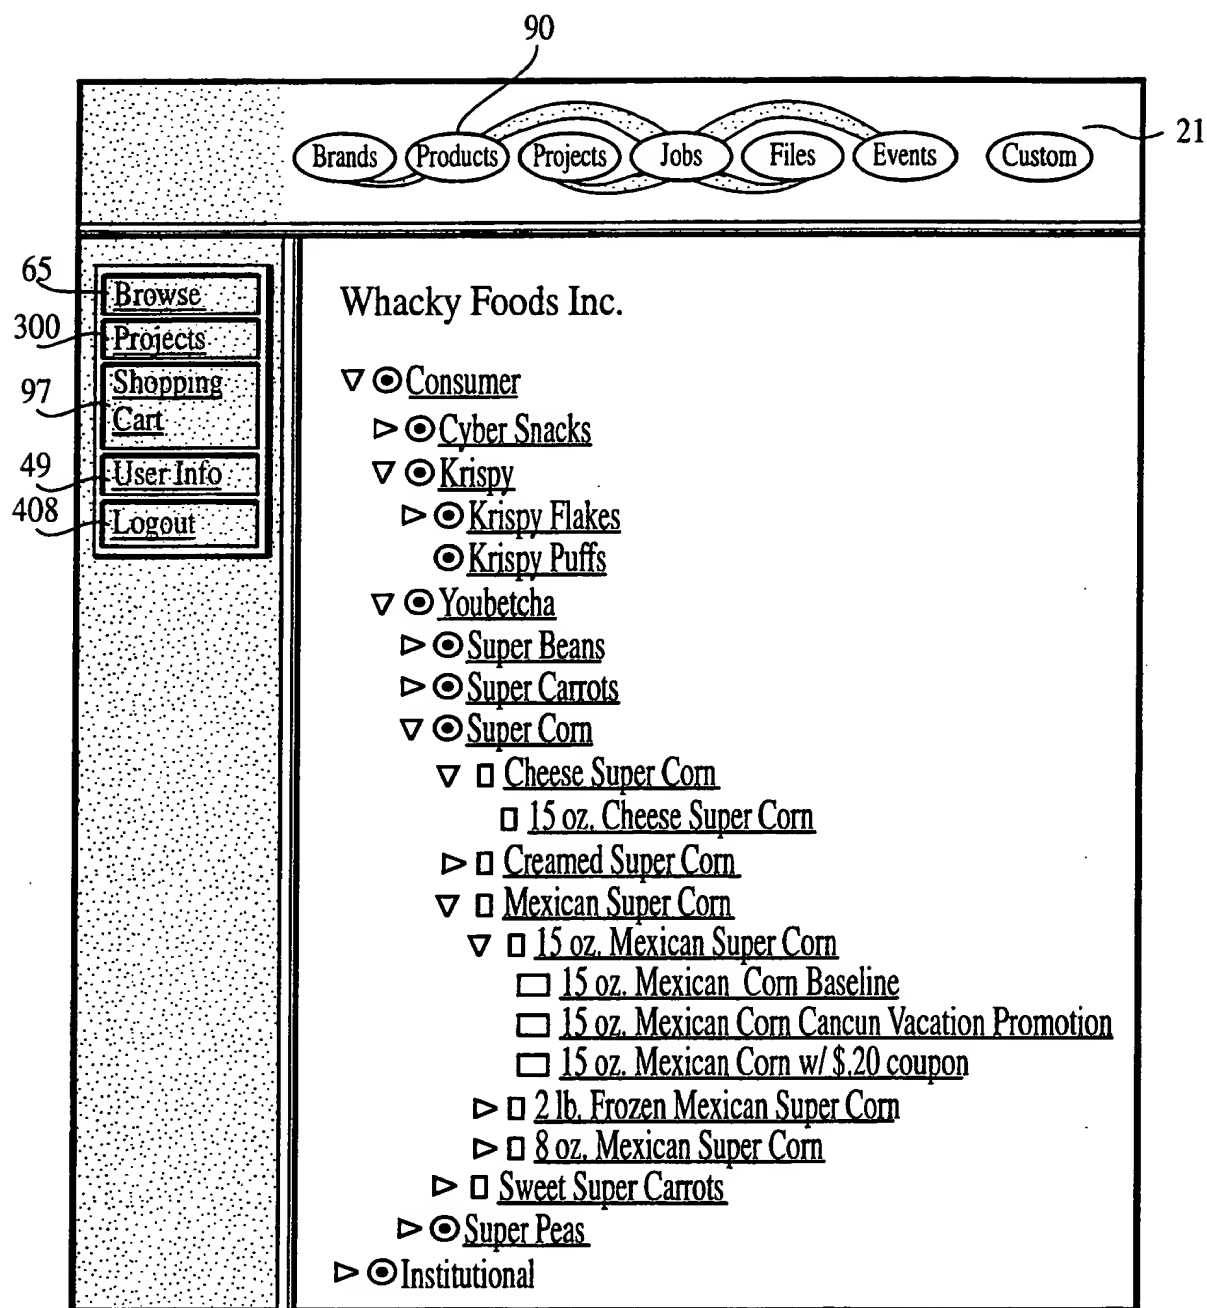 90
21
Brands Products Projects Jobs Files Events Custom
65
Browse
300
Projects
97
Shopping
Cart
49
User Info
408
Logout
Whacky Foods Inc.
Consumer
Cyber Snacks
Krispy
Krispy Flakes
Krispy Puffs
Youbetcha
Super Beans
Super Carrots
Super Corn
Cheese Super Corn
15 oz. Cheese Super Corn
Creamed Super Corn
Mexican Super Corn
15 oz. Mexican Super Corn
15 oz. Mexican Corn Baseline
15 oz. Mexican Corn Cancun Vacation Promotion
15 oz. Mexican Corn w/ $.20 coupon
2 lb. Frozen Mexican Super Corn
8 oz. Mexican Super Corn
Sweet Super Carrots
Super Peas
Institutional